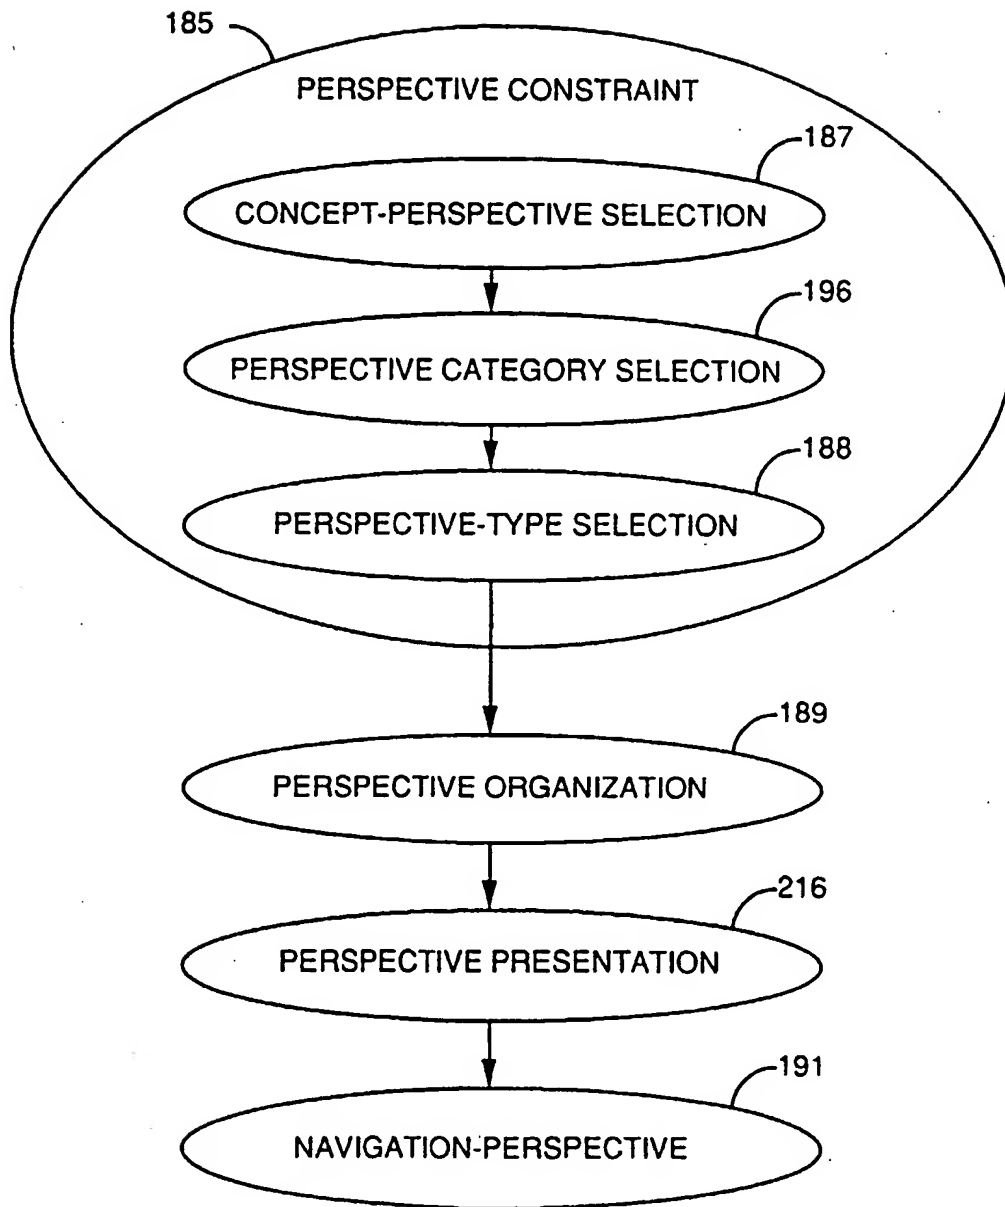 185
PERSPECTIVE CONSTRAINT
187
CONCEPT-PERSPECTIVE SELECTION
196
PERSPECTIVE CATEGORY SELECTION
188
PERSPECTIVE-TYPE SELECTION
189
PERSPECTIVE ORGANIZATION
216
PERSPECTIVE PRESENTATION
191
NAVIGATION-PERSPECTIVE